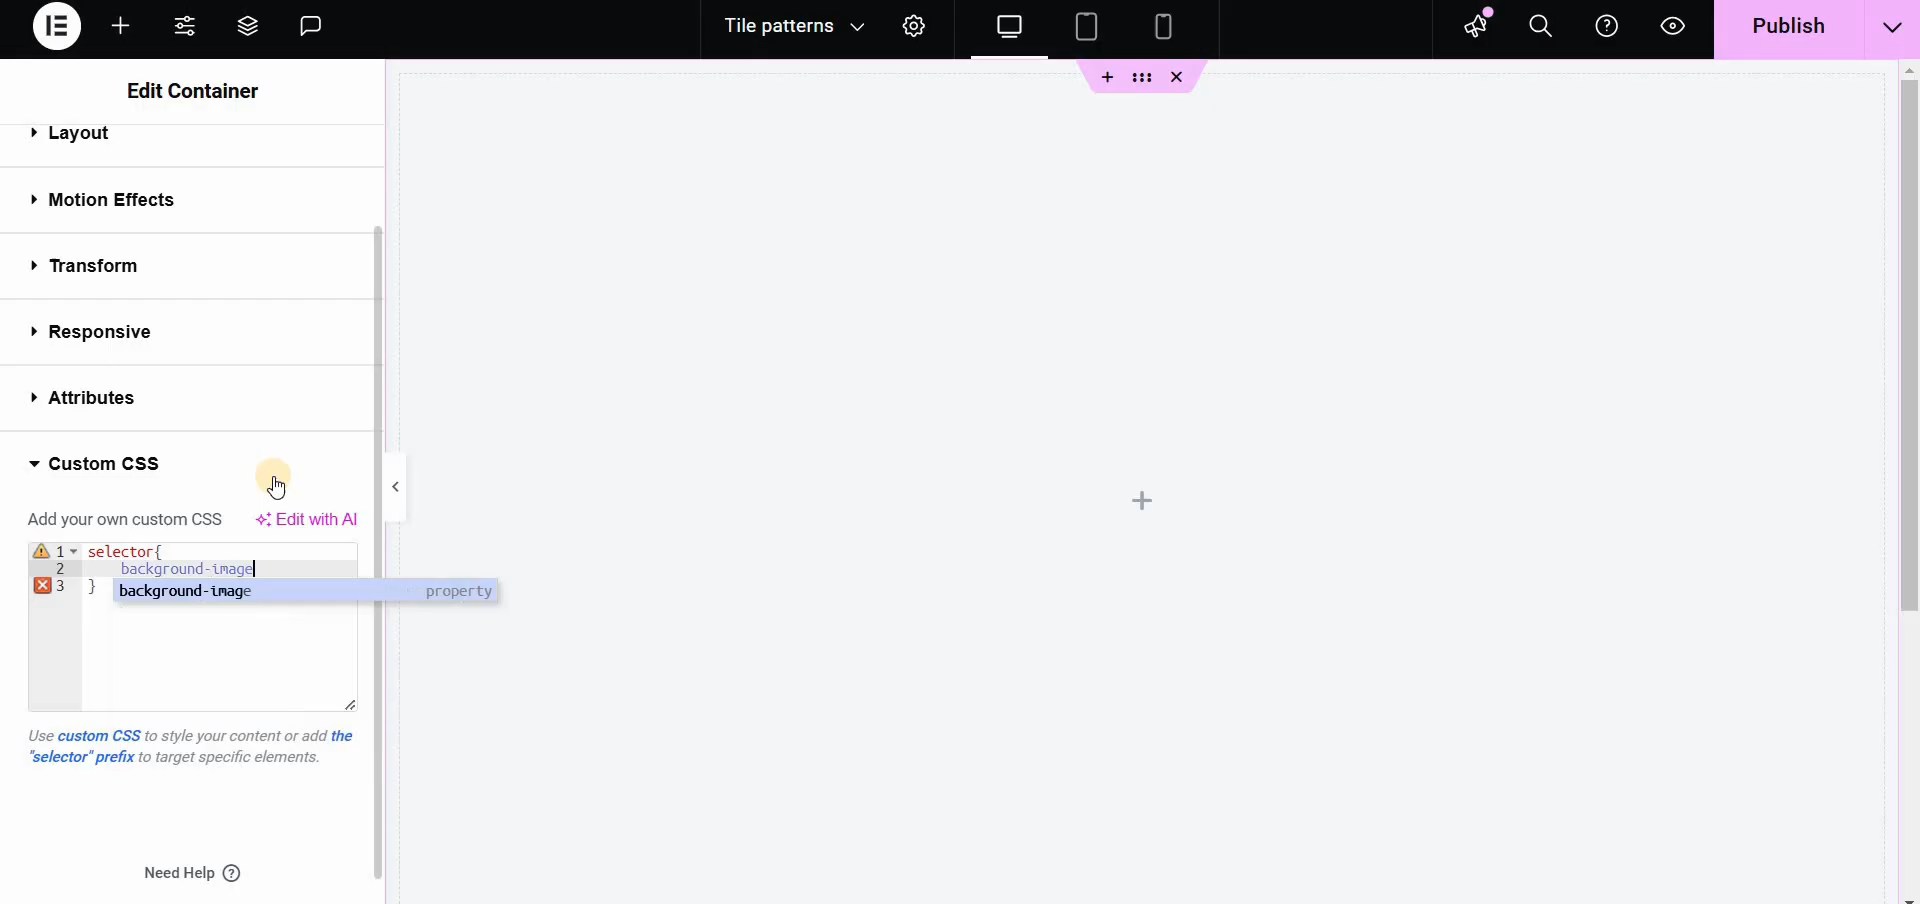 Tile patterns
Publish
Edit Container
Layout
Motion Effects
Transform
Responsive
Attributes
Custom CSS
Add your own custom CSS
Edit with AI
1 selector{
2 background-image
3 }
background-image property
Use custom CSS to style your content or add the
"selector" prefix to target specific elements.
Need Help